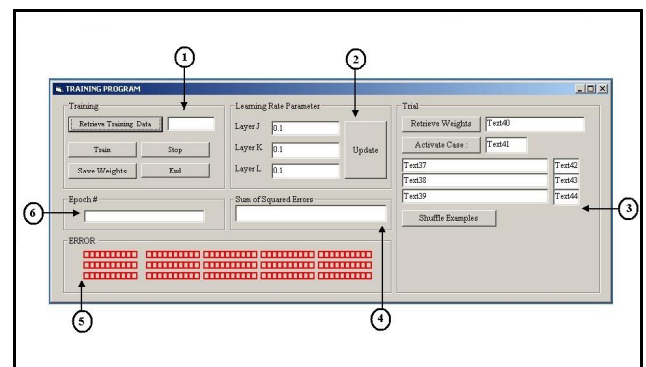 1
2
TRAINING PROGRAM
Training
Retrieve Training Data
Train
Stop
Save Weights
End
Learning Rate Parameter
Layer J
0.1
Layer K
0.1
Layer L
0.1
Update
Trial
Retrieve Weights
Text40
Activate Case :
Text41
Text37
Text42
Text38
Text43
Text39
Text44
Shuffle Examples
3
6
Epoch #
Sum of Squared Errors
ERROR
5
4